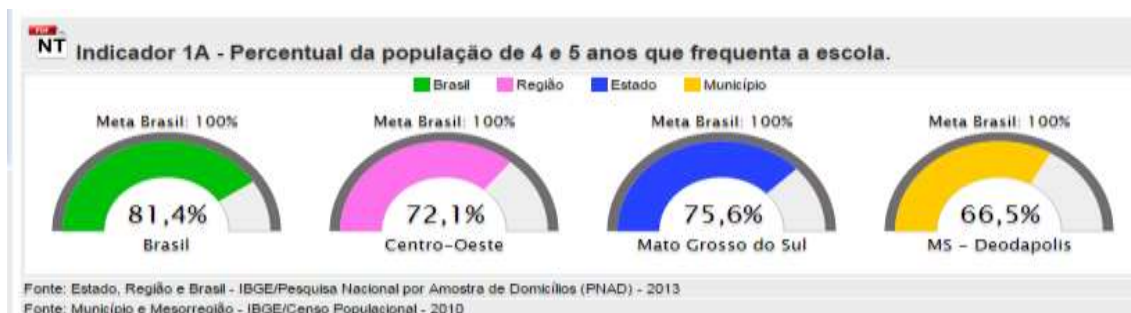 PDF
NT
Indicador 1A - Percentual da população de 4 e 5 anos que frequenta a escola.
Brasil Região Estado Município
Meta Brasil: 100% Meta Brasil: 100% Meta Brasil: 100% Meta Brasil: 100%
81,4% 72,1% 75,6% 66,5%
Brasil Centro-Oeste Mato Grosso do Sul MS - Deodapolis
Fonte: Estado, Região e Brasil - IBGE/Pesquisa Nacional por Amostra de Domicílios (PNAD) - 2013
Fonte: Município e Mesorregião - IBGE/Censo Populacional - 2010